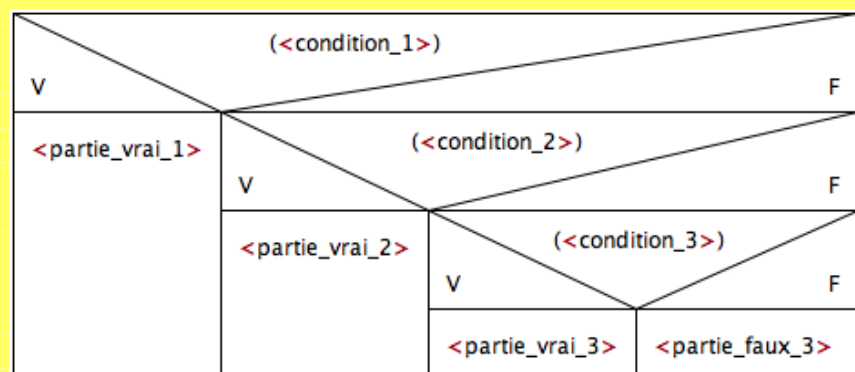 (<condition_1>)
V F
<partie_vrai_1>
(<condition_2>)
V F
<partie_vrai_2>
(<condition_3>)
V F
<partie_vrai_3> <partie_faux_3>